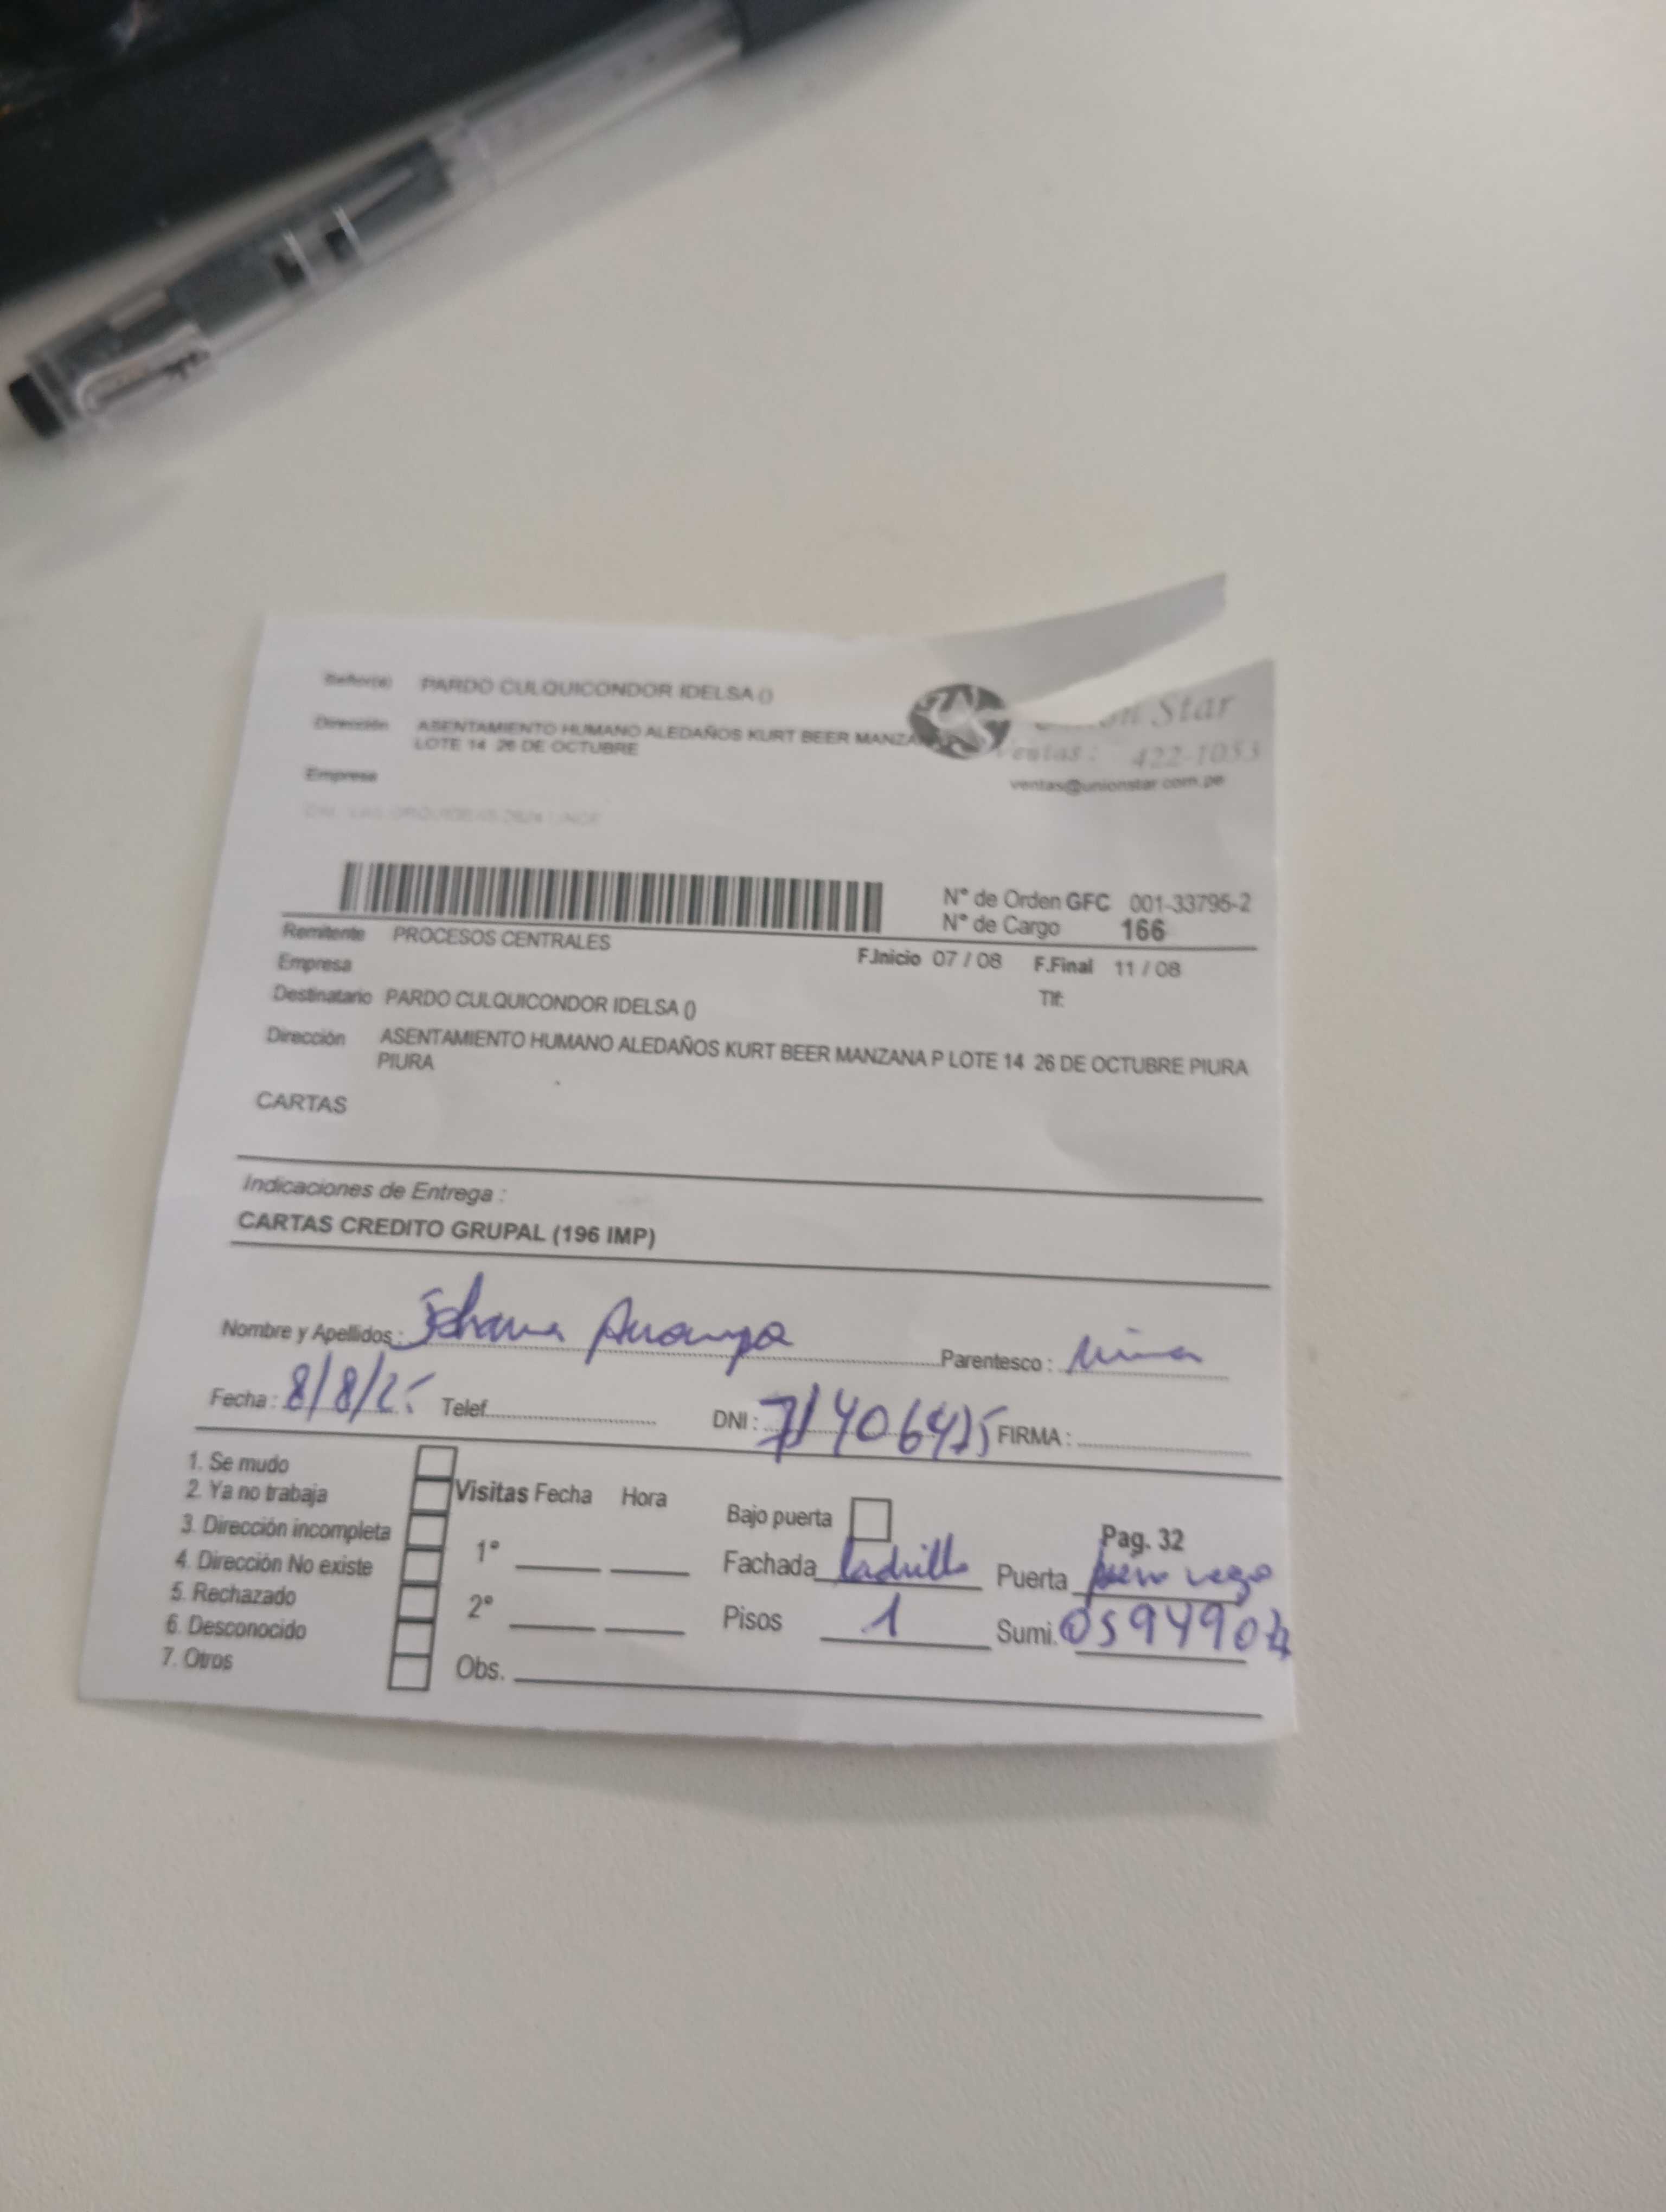 Señor(a) PARDO CULQUICONDOR IDELSA ()
Dirección ASENTAMIENTO HUMANO ALEDAÑOS KURT BEER MANZA
LOTE 14 26 DE OCTUBRE
Empresa
on Star
Ventas: 422-1053
ventas@unionstar.com.pe
N° de Orden GFC 001-33795-2
N° de Cargo 166
Remitente PROCESOS CENTRALES
F.Inicio 07 / 08 F.Final 11 / 08
Empresa
Tlf:
Destinatario PARDO CULQUICONDOR IDELSA ()
Dirección ASENTAMIENTO HUMANO ALEDAÑOS KURT BEER MANZANA P LOTE 14 26 DE OCTUBRE PIURA
PIURA
CARTAS
Indicaciones de Entrega :
CARTAS CREDITO GRUPAL (196 IMP)
Nombre y Apellidos : Parentesco :
Fecha : 8/8/2 Telef. DNI : FIRMA :
1. Se mudo
2. Ya no trabaja
3. Dirección incompleta
4. Dirección No existe
5. Rechazado
6. Desconocido
7. Otros
Visitas Fecha Hora
1°
2°
Obs.
Bajo puerta
Pag. 32
Fachada ladrillo Puerta
Pisos 1 Sumi.